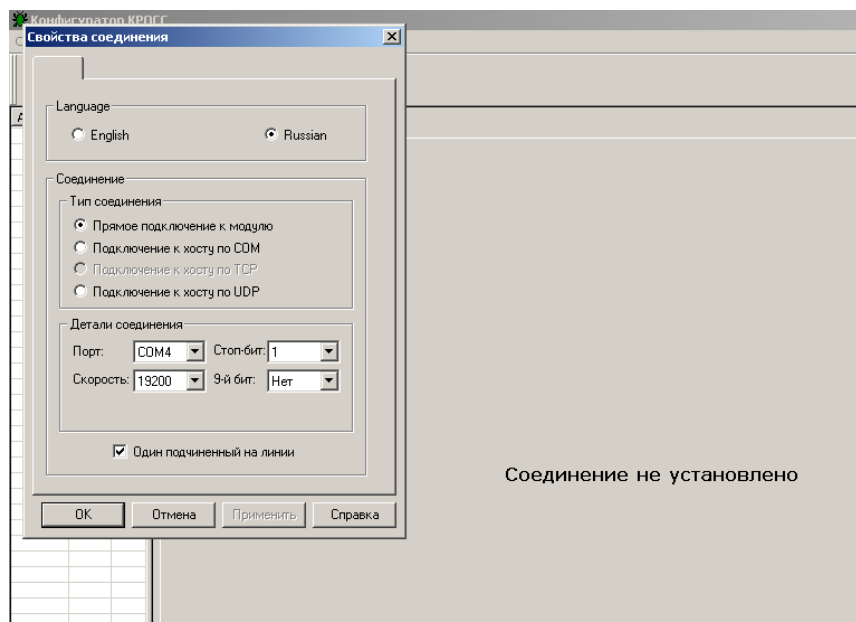 Конфигуратор КРОСС
Свойства соединения
Language
English
Russian
Соединение
Тип соединения
Прямое подключение к модулю
Подключение к хосту по COM
Подключение к хосту по TCP
Подключение к хосту по UDP
Детали соединения
Порт: COM4 Стоп-бит: 1
Скорость: 19200 9-й бит: Нет
Один подчиненный на линии
Соединение не установлено
OK Отмена Применить Справка